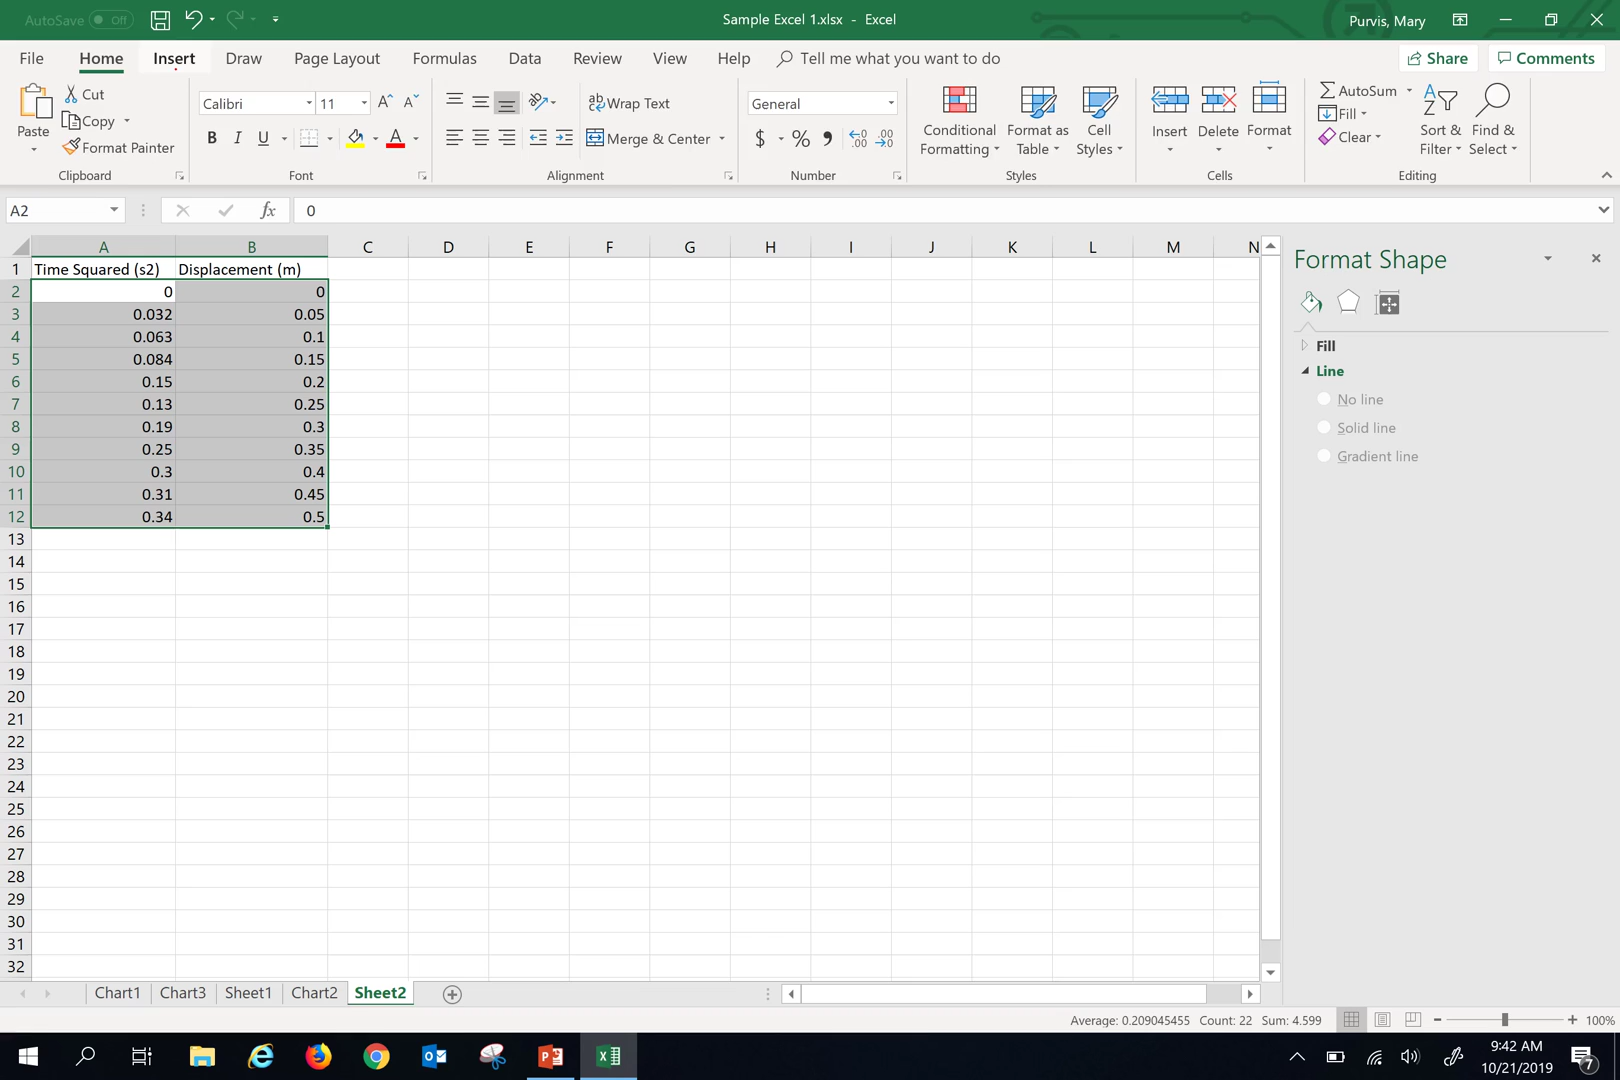 AutoSave Off
Sample Excel 1.xlsx - Excel
Purvis, Mary
File Home Insert Draw Page Layout Formulas Data Review View Help Tell me what you want to do
Share Comments
Paste
Cut
Copy
Format Painter
Clipboard
Calibri 11
B I U
Font
Wrap Text
Merge & Center
Alignment
General
$ % ,
Number
Conditional Formatting
Format as Table
Cell Styles
Styles
Insert Delete Format
Cells
AutoSum
Fill
Clear
Sort & Filter
Find & Select
Editing
A2 fx 0
A B C D E F G H I J K L M N
1 Time Squared (s2) Displacement (m)
2 0 0
3 0.032 0.05
4 0.063 0.1
5 0.084 0.15
6 0.15 0.2
7 0.13 0.25
8 0.19 0.3
9 0.25 0.35
10 0.3 0.4
11 0.31 0.45
12 0.34 0.5
13
14
15
16
17
18
19
20
21
22
23
24
25
26
27
28
29
30
31
32
Format Shape
Fill
Line
No line
Solid line
Gradient line
Chart1 Chart3 Sheet1 Chart2 Sheet2
Average: 0.209045455 Count: 22 Sum: 4.599 100%
9:42 AM
10/21/2019
7